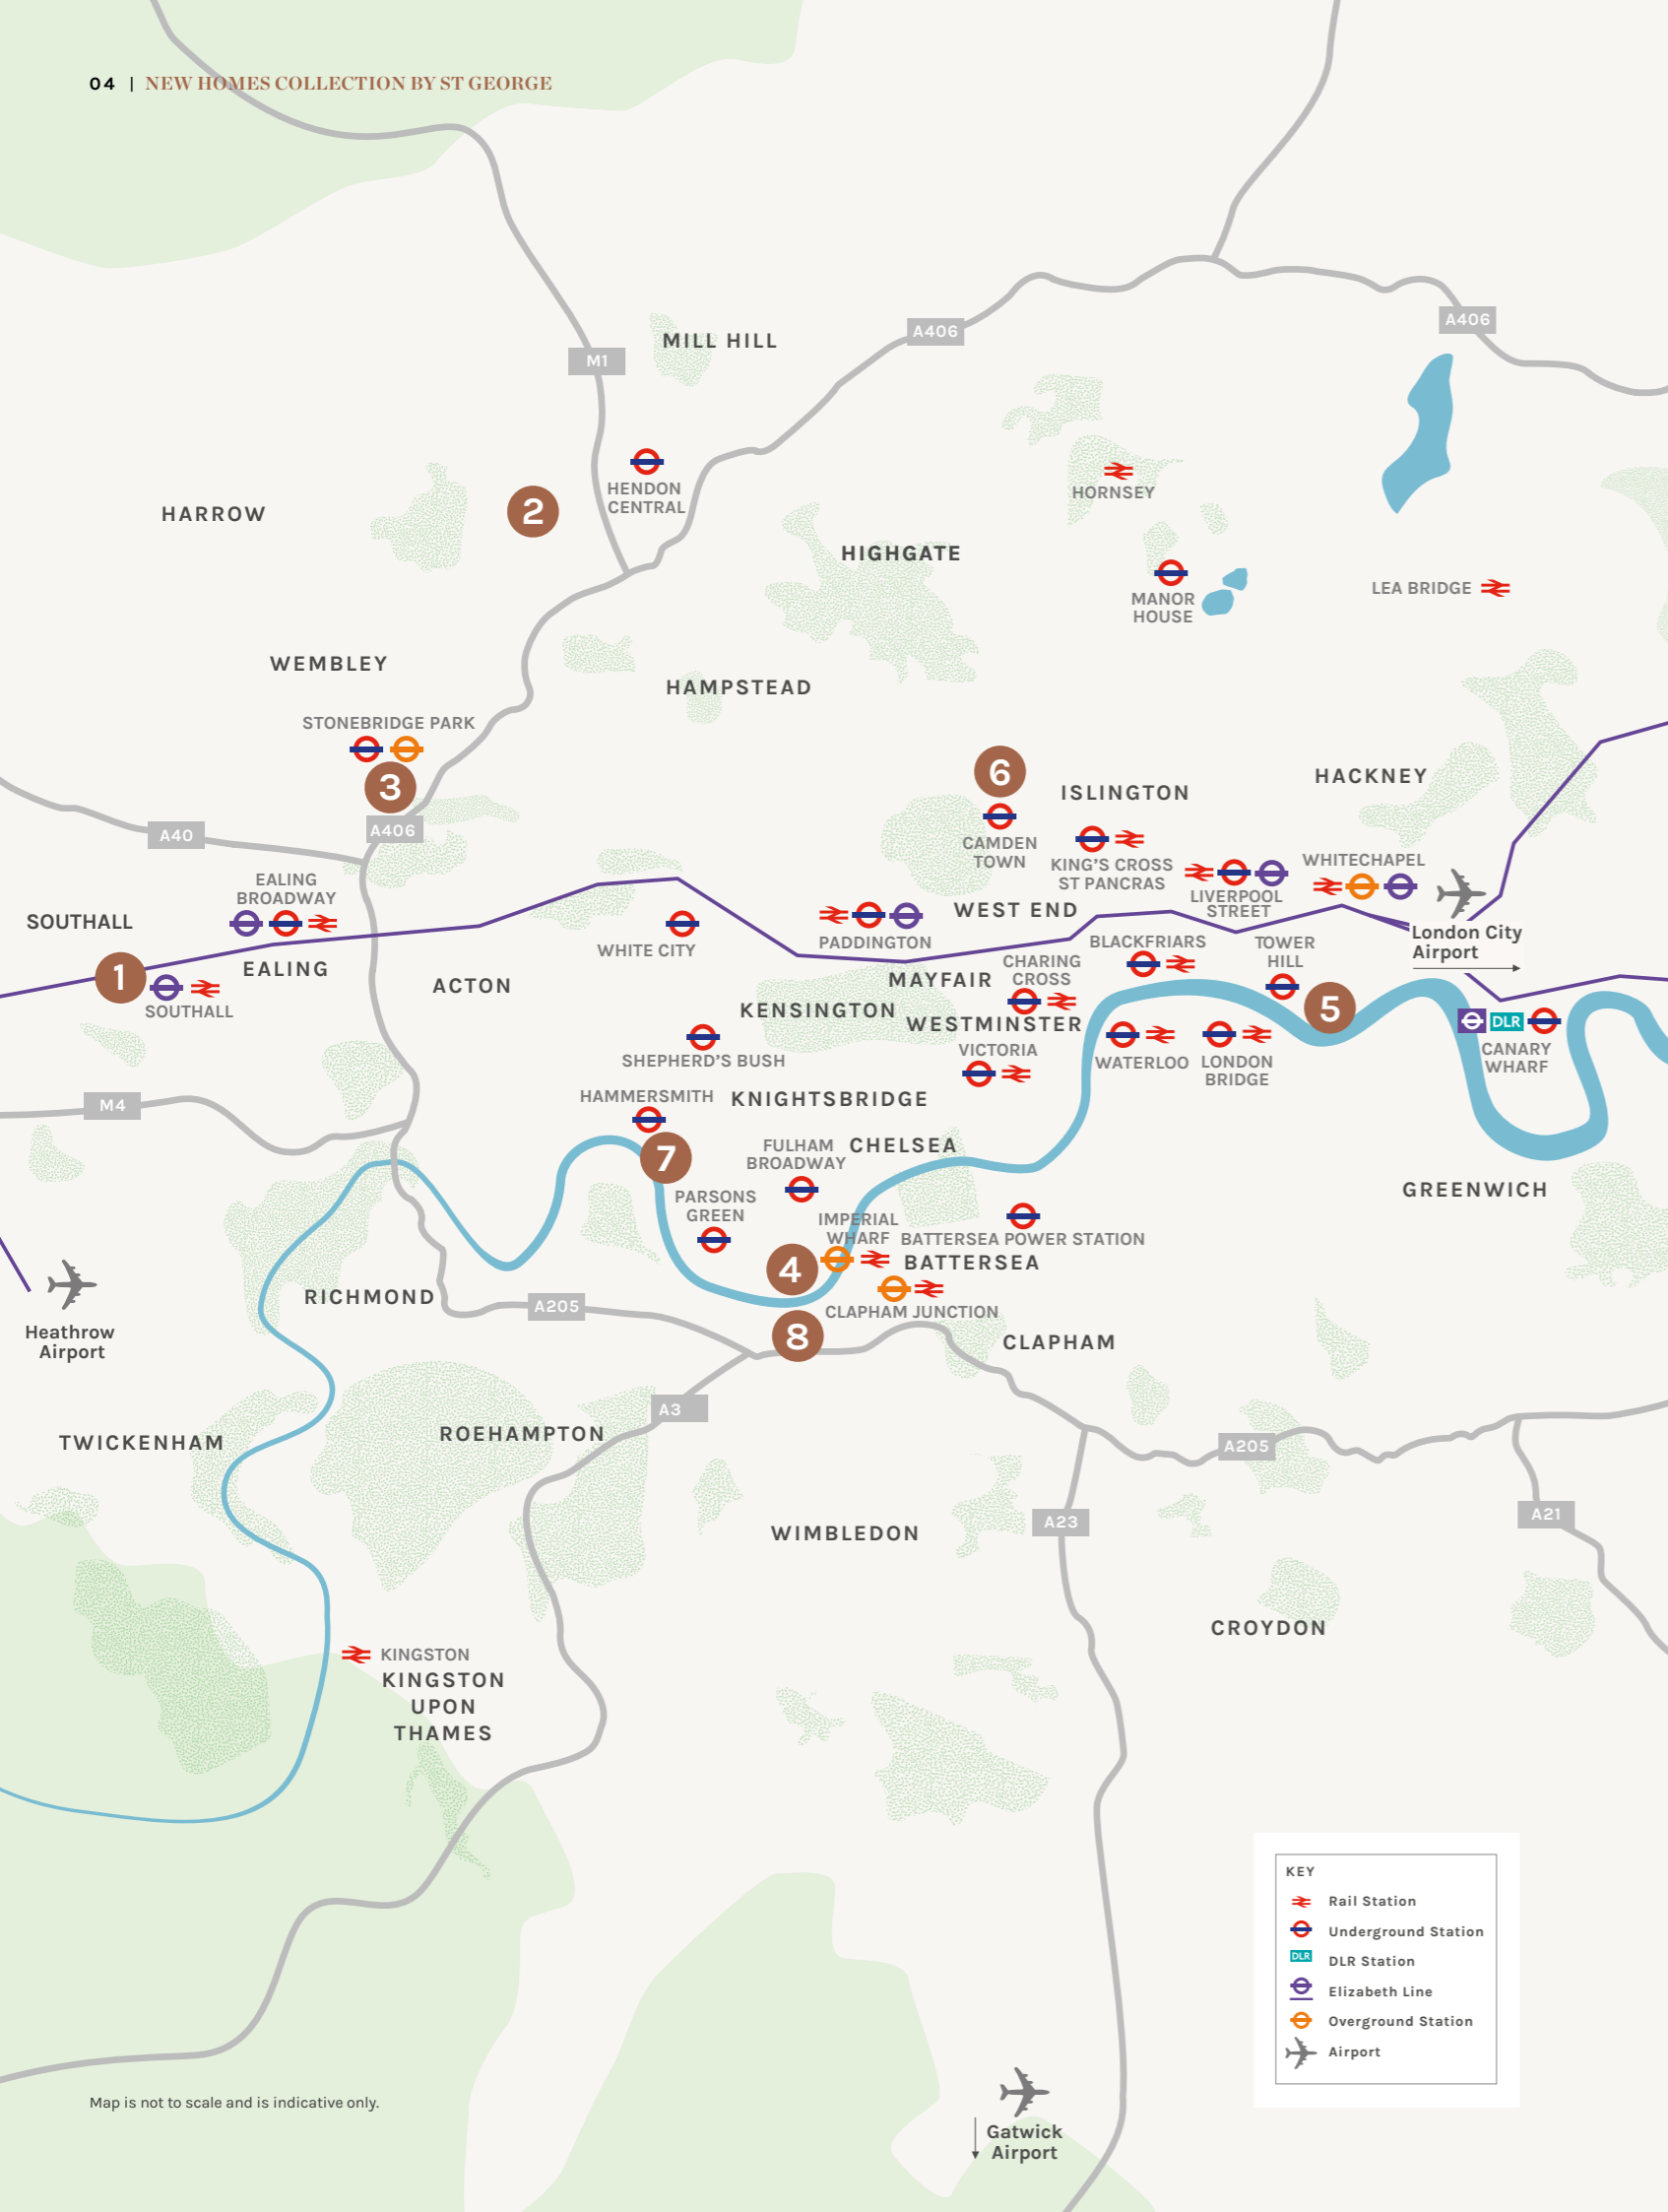 04 | NEW HOMES COLLECTION BY ST GEORGE
A406
A406
MILL HILL
M1
HENDON
CENTRAL
HORNSEY
HARROW
2
HIGHGATE
LEA BRIDGE
MANOR
HOUSE
WEMBLEY
HAMPSTEAD
STONEBRIDGE PARK
3
6
HACKNEY
ISLINGTON
A40
A406
CAMDEN
TOWN
KING'S CROSS
ST PANCRAS
WHITECHAPEL
EALING
BROADWAY
LIVERPOOL
STREET
SOUTHALL
WEST END
London City
Airport
WHITE CITY
PADDINGTON
BLACKFRIARS
TOWER
HILL
CHARING
CROSS
EALING
1
ACTON
MAYFAIR
SOUTHALL
KENSINGTON
5
WESTMINSTER
DLR
SHEPHERD'S BUSH
VICTORIA
WATERLOO
LONDON
BRIDGE
CANARY
WHARF
M4
HAMMERSMITH
KNIGHTSBRIDGE
7
FULHAM
BROADWAY
CHELSEA
PARSONS
GREEN
GREENWICH
IMPERIAL
WHARF
BATTERSEA POWER STATION
4
BATTERSEA
RICHMOND
A205
CLAPHAM JUNCTION
Heathrow
Airport
8
CLAPHAM
A3
TWICKENHAM
ROEHAMPTON
A205
WIMBLEDON
A23
A21
CROYDON
KINGSTON
KINGSTON
UPON
THAMES
KEY
Rail Station
Underground Station
DLR
DLR Station
Elizabeth Line
Overground Station
Airport
Map is not to scale and is indicative only.
Gatwick
Airport